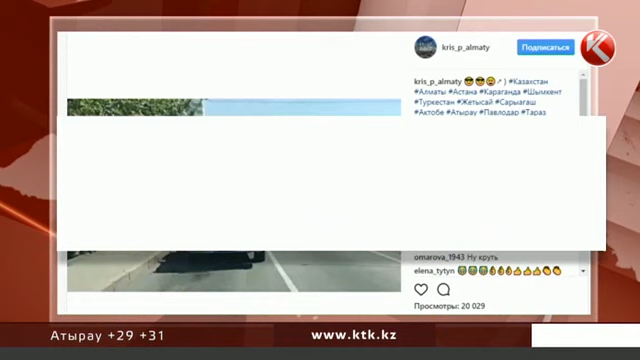 kris_p_almaty
Подписаться
kris_p_almaty 😎😎😩➚) #Казахстан
#Алматы #Астана #Караганда #Шымкент
#Туркестан #Жетысай #Сарыагаш
#Актобе #Атырау #Павлодар #Тараз
omarova_1943 Ну круть
elena_tytyn
Просмотры: 20 029
Атырау +29 +31
www.ktk.kz